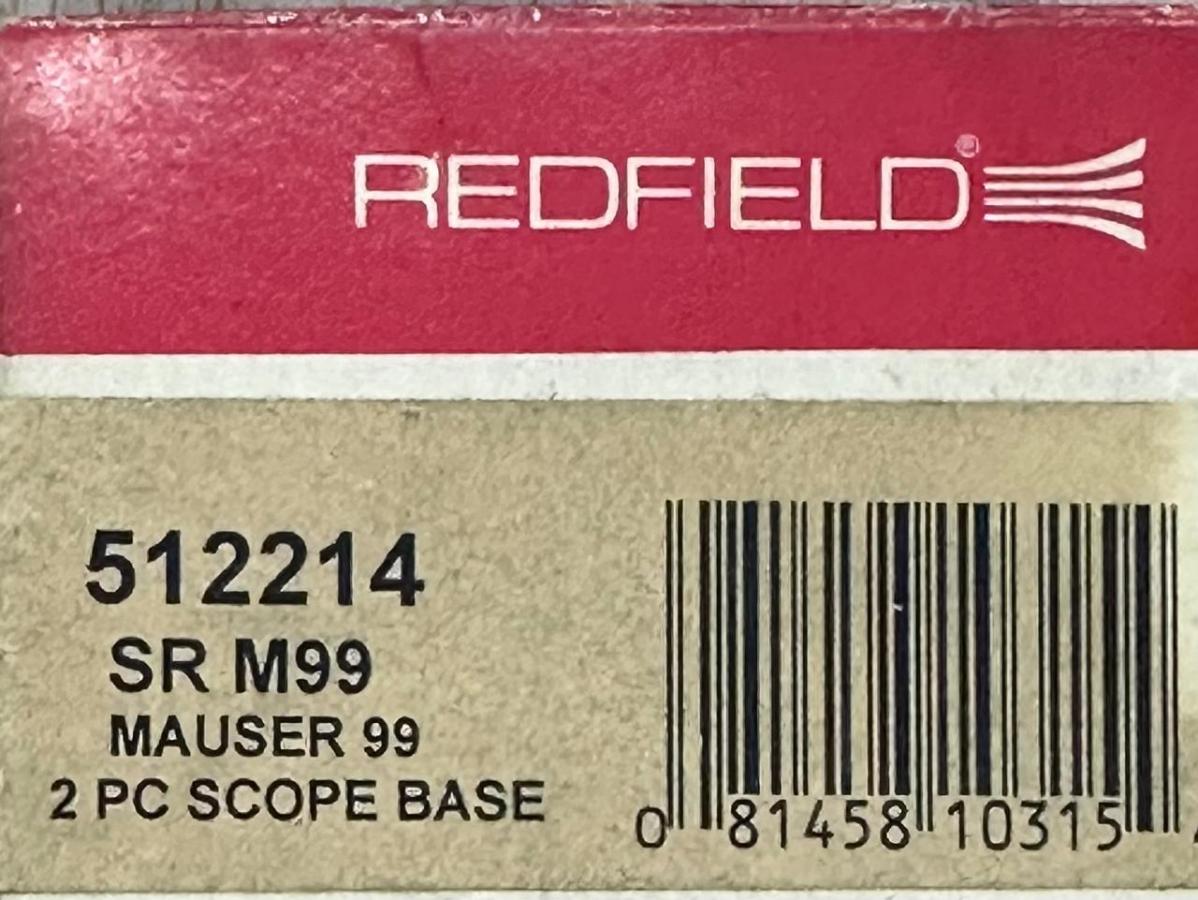 REDFIELD®
512214
SR M99
MAUSER 99
2 PC SCOPE BASE
0 81458 10315